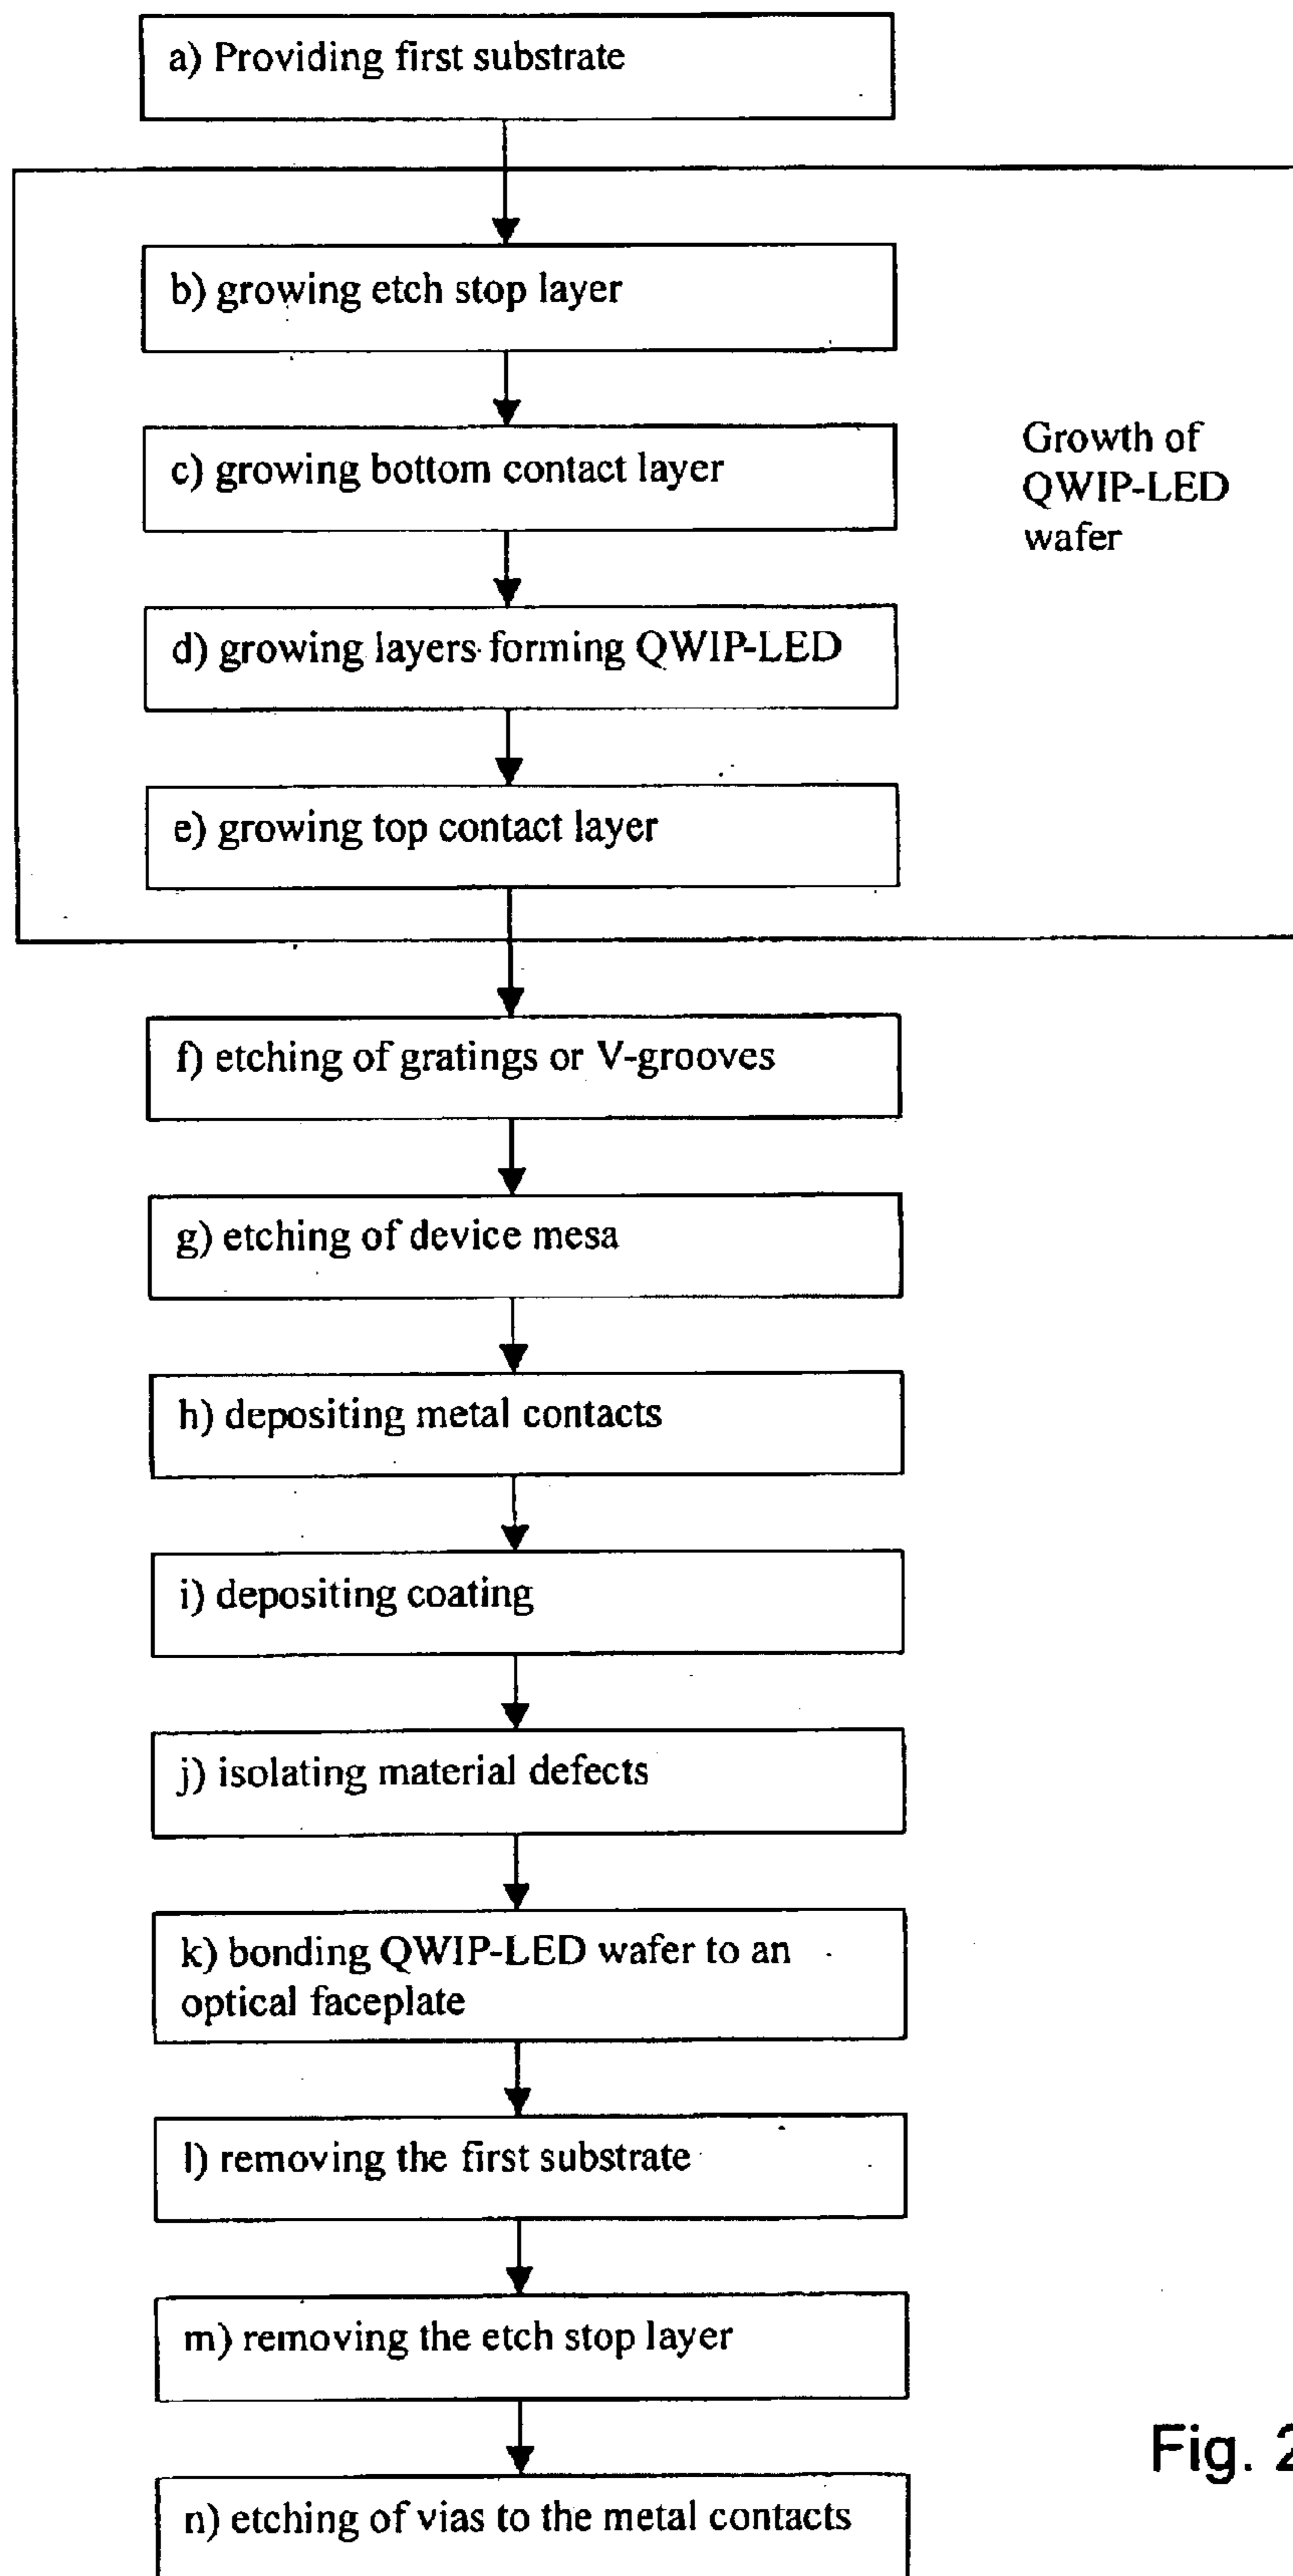 a) Providing first substrate
b) growing etch stop layer
c) growing bottom contact layer
Growth of
QWIP-LED
wafer
d) growing layers forming QWIP-LED
e) growing top contact layer
f) etching of gratings or V-grooves
g) etching of device mesa
h) depositing metal contacts
i) depositing coating
j) isolating material defects
k) bonding QWIP-LED wafer to an
optical faceplate
l) removing the first substrate
m) removing the etch stop layer
Fig. 2
n) etching of vias to the metal contacts